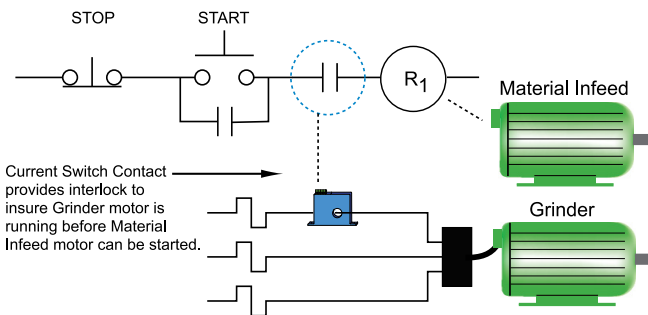 STOP
START
R1
Material Infeed
Current Switch Contact
provides interlock to
insure Grinder motor is
running before Material
Infeed motor can be started.
Grinder